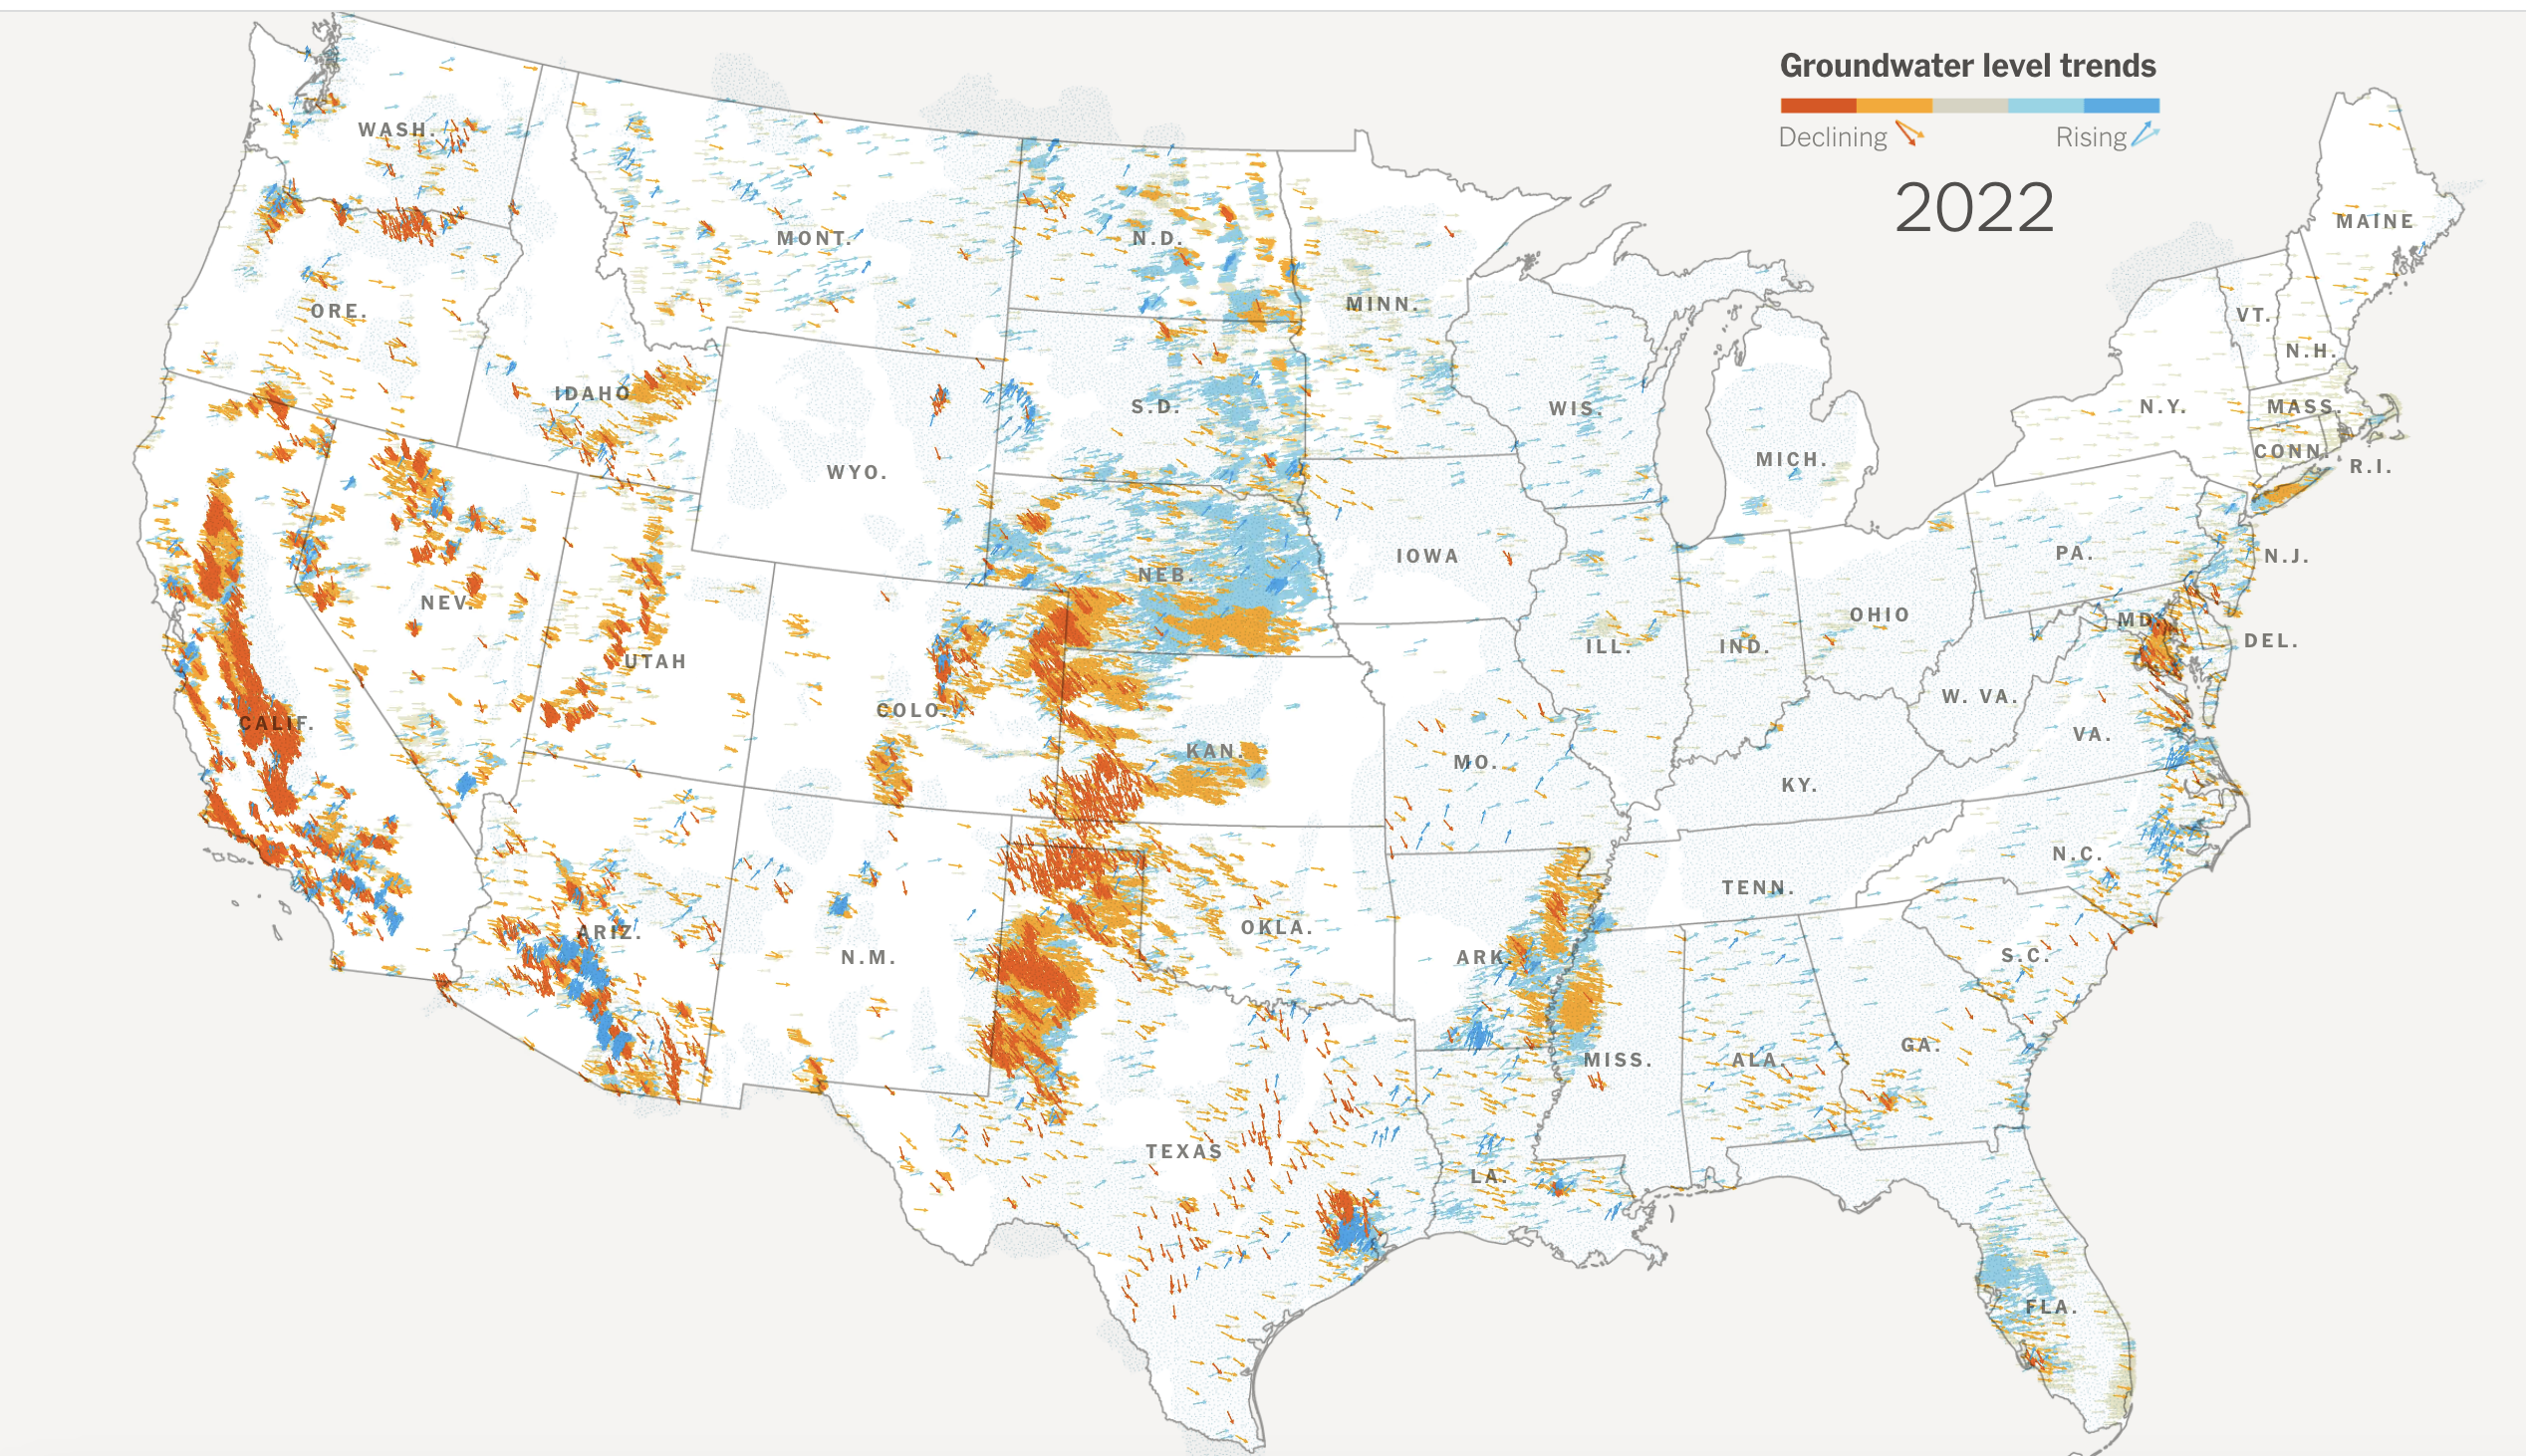 Groundwater level trends
Declining
Rising
2022
WASH.
MONT.
N.D.
MINN.
MAINE
ORE.
IDAHO
S.D.
WIS.
MICH.
VT.
N.H.
N.Y.
MASS.
CONN.
R.I.
WYO.
NEB.
IOWA
PA.
N.J.
NEV.
UTAH
COLO.
ILL.
IND.
OHIO
MD.
DEL.
W. VA.
CALIF.
KAN.
MO.
KY.
VA.
ARIZ.
N.M.
OKLA.
ARK.
TENN.
N.C.
S.C.
TEXAS
LA.
MISS.
ALA.
GA.
FLA.